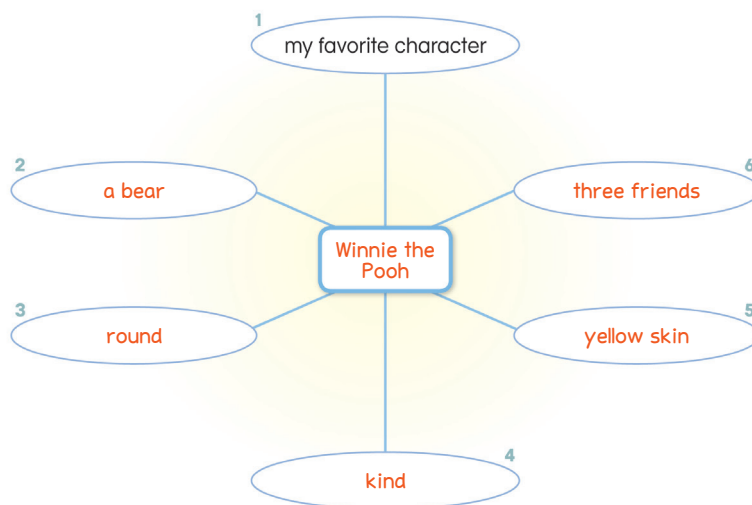 1
my favorite character
2
a bear
3
round
4
kind
5
yellow skin
6
three friends
Winnie the
Pooh